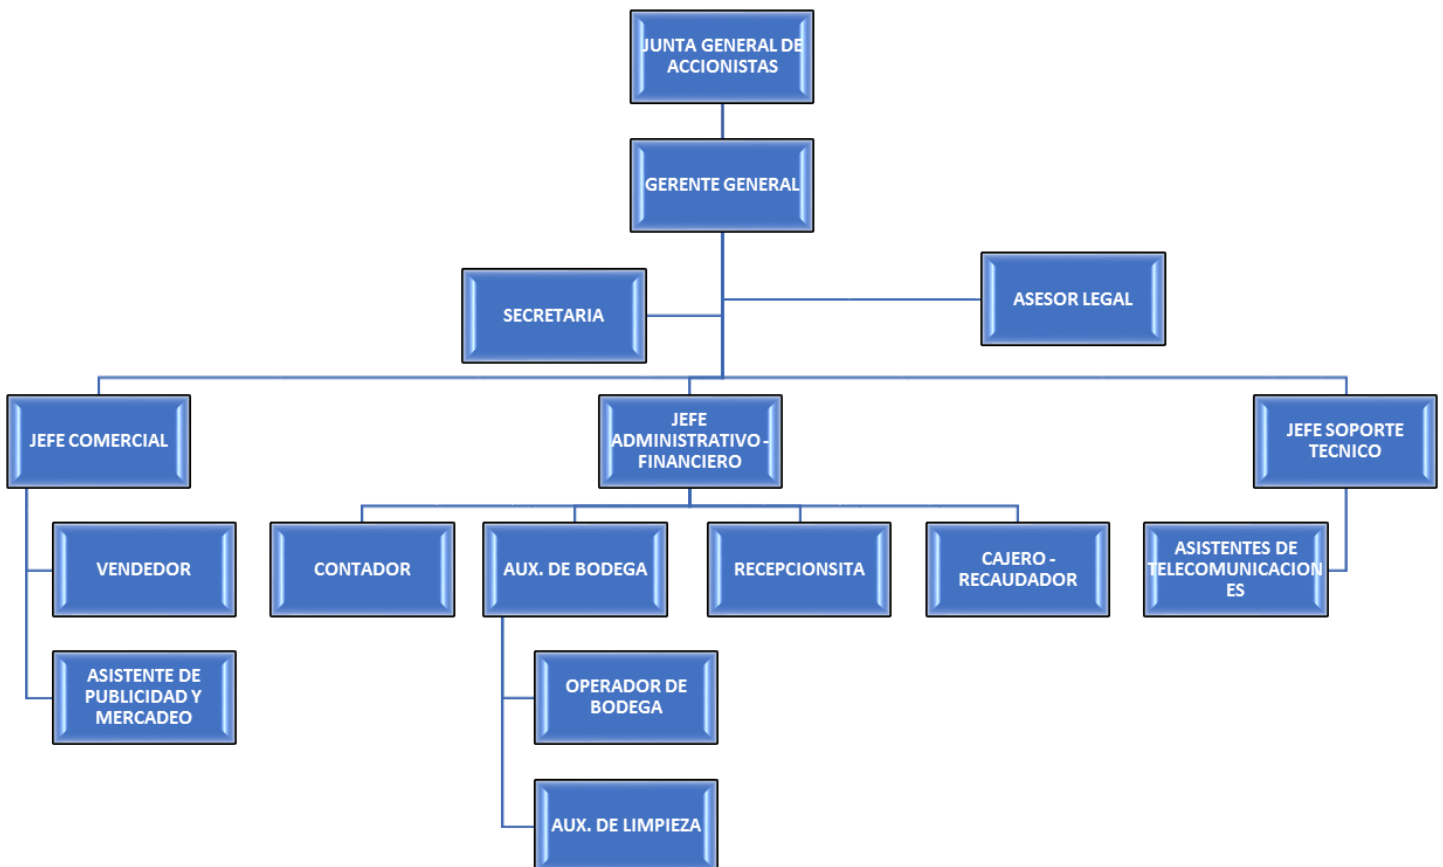 JUNTA GENERAL DE
ACCIONISTAS
GERENTE GENERAL
SECRETARIA
ASESOR LEGAL
JEFE COMERCIAL
JEFE
ADMINISTRATIVO -
FINANCIERO
JEFE SOPORTE
TECNICO
VENDEDOR
CONTADOR
AUX. DE BODEGA
RECEPCIONSITA
CAJERO -
RECAUDADOR
ASISTENTES DE
TELECOMUNICACION
ES
ASISTENTE DE
PUBLICIDAD Y
MERCADEO
OPERADOR DE
BODEGA
AUX. DE LIMPIEZA